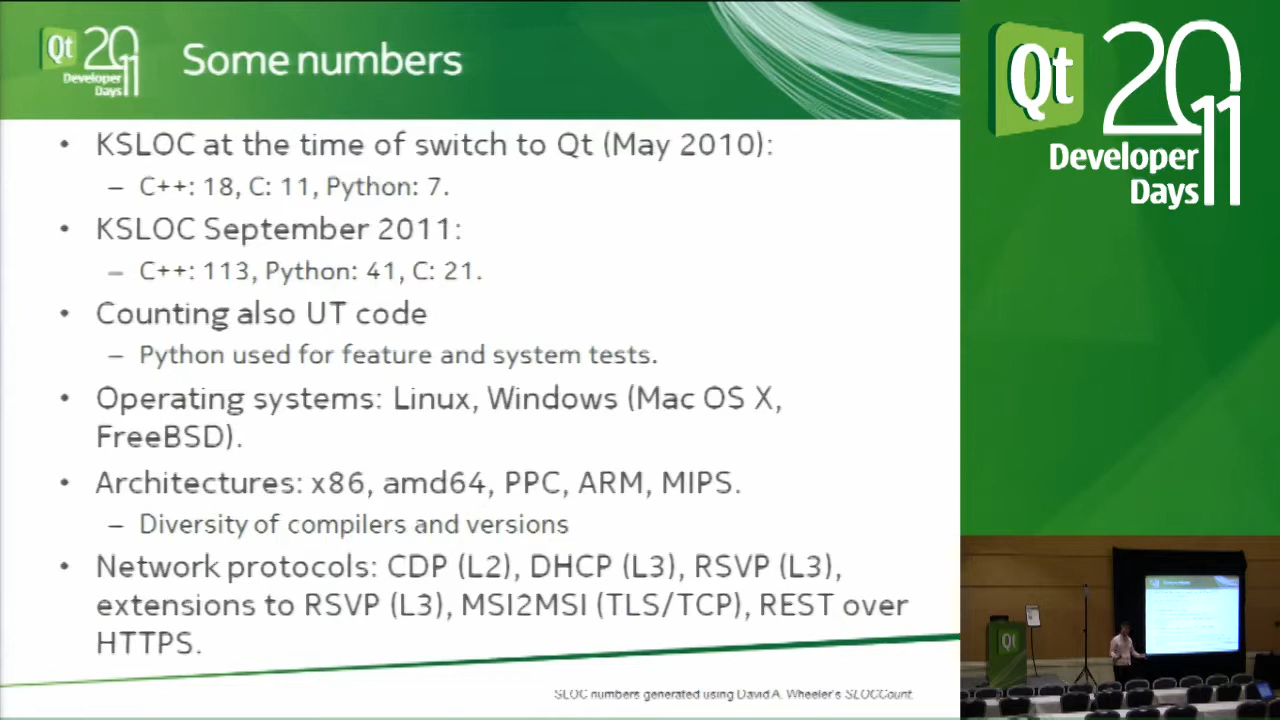 Qt 2011
Developer
Days
Some numbers
• KSLOC at the time of switch to Qt (May 2010):
– C++: 18, C: 11, Python: 7.
• KSLOC September 2011:
– C++: 113, Python: 41, C: 21.
• Counting also UT code
– Python used for feature and system tests.
• Operating systems: Linux, Windows (Mac OS X,
FreeBSD).
• Architectures: x86, amd64, PPC, ARM, MIPS.
– Diversity of compilers and versions
• Network protocols: CDP (L2), DHCP (L3), RSVP (L3),
extensions to RSVP (L3), MSI2MSI (TLS/TCP), REST over
HTTPS.
SLOC numbers generated using David A. Wheeler's SLOCCount.
Qt 2011
Developer
Days
Qt